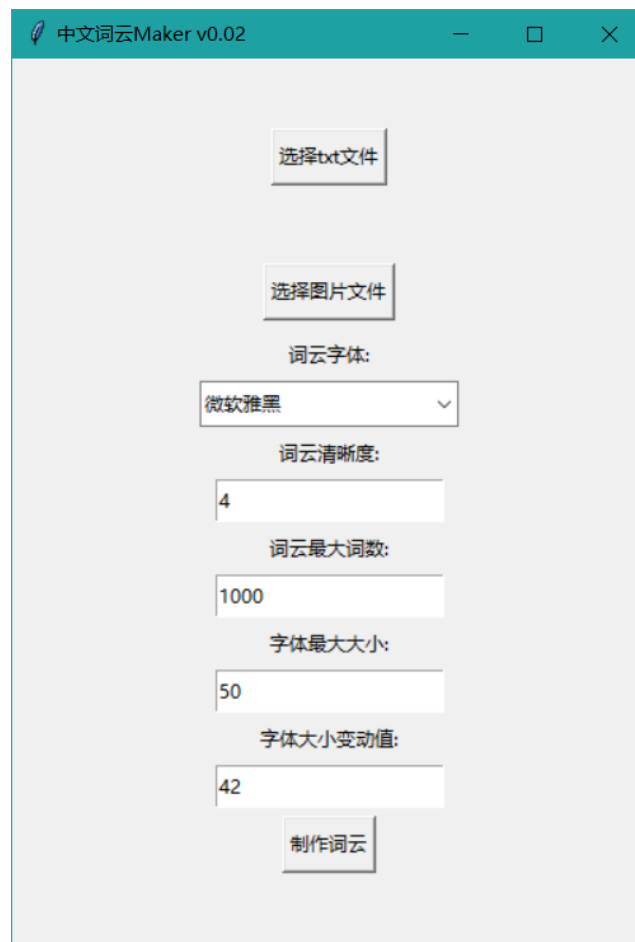 中文词云Maker v0.02
选择txt文件
选择图片文件
词云字体:
微软雅黑
词云清晰度:
4
词云最大词数:
1000
字体最大大小:
50
字体大小变动值:
42
制作词云